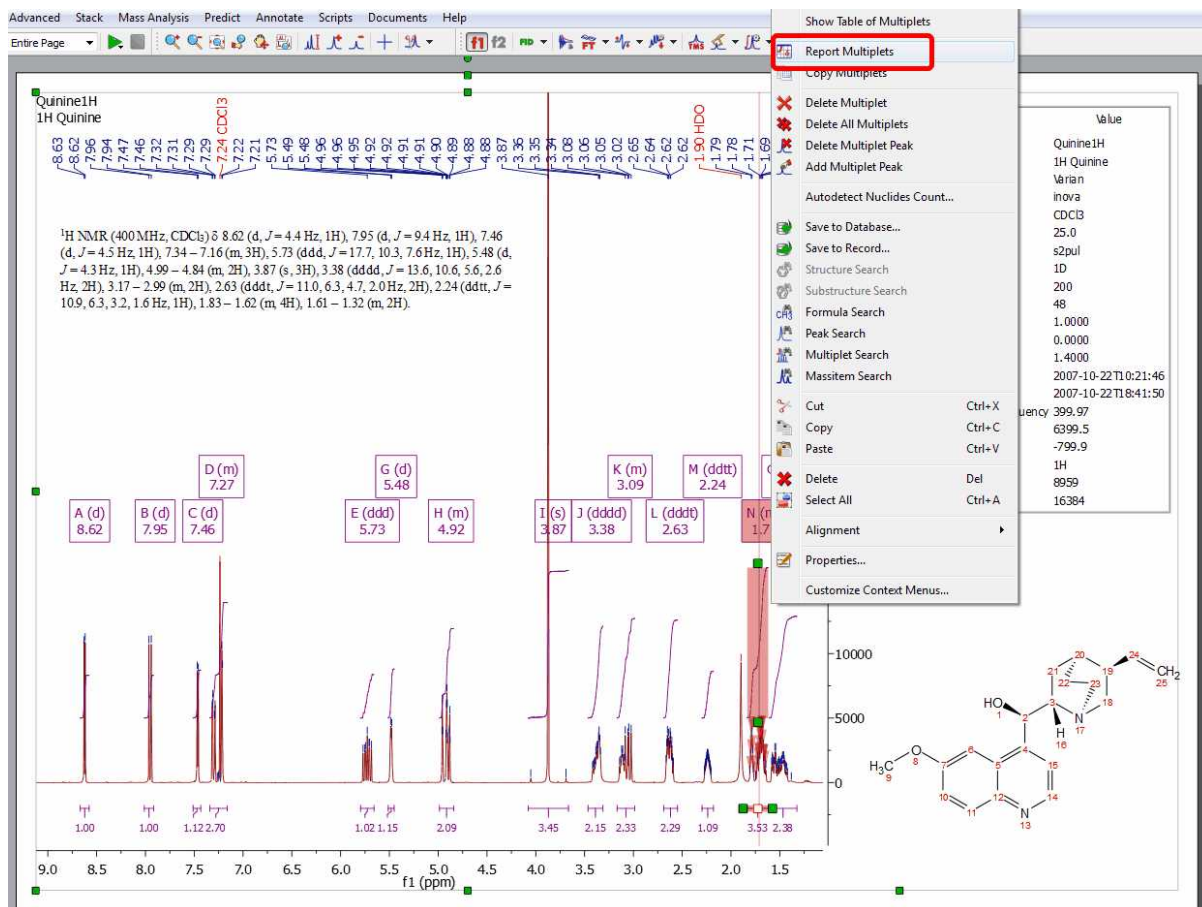 Advanced Stack Mass Analysis Predict Annotate Scripts Documents Help
Entire Page
f1 f2 FID FT TMS
Show Table of Multiplets
Report Multiplets
Copy Multiplets
Delete Multiplet
Delete All Multiplets
Delete Multiplet Peak
Add Multiplet Peak
Autodetect Nuclides Count...
Save to Database...
Save to Record...
Structure Search
Substructure Search
Formula Search
Peak Search
Multiplet Search
Massitem Search
Cut Ctrl+X
Copy Ctrl+C
Paste Ctrl+V
Delete Del
Select All Ctrl+A
Alignment
Properties...
Customize Context Menus...
Quinine1H
1H Quinine
8.63 8.62 7.96 7.94 7.47 7.46 7.32 7.31 7.29 7.29 7.24 CDCl3 7.22 7.21 5.73 5.49 5.48 4.96 4.96 4.95 4.92 4.92 4.91 4.91 4.90 4.89 4.88 4.88 3.87 3.36 3.35 3.34 3.08 3.06 3.05 3.02 2.65 2.64 2.62 2.62 1.90 HDO 1.79 1.78 1.71 1.69
¹H NMR (400 MHz, CDCl₃) δ 8.62 (d, J = 4.4 Hz, 1H), 7.95 (d, J = 9.4 Hz, 1H), 7.46
(d, J = 4.5 Hz, 1H), 7.34 – 7.16 (m, 3H), 5.73 (ddd, J = 17.7, 10.3, 7.6 Hz, 1H), 5.48 (d,
J = 4.3 Hz, 1H), 4.99 – 4.84 (m, 2H), 3.87 (s, 3H), 3.38 (dddd, J = 13.6, 10.6, 5.6, 2.6
Hz, 2H), 3.17 – 2.99 (m, 2H), 2.63 (dddt, J = 11.0, 6.3, 4.7, 2.0 Hz, 2H), 2.24 (ddtt, J =
10.9, 6.3, 3.2, 1.6 Hz, 1H), 1.83 – 1.62 (m, 4H), 1.61 – 1.32 (m, 2H).
Value
Quinine1H
1H Quinine
Varian
inova
CDCl3
25.0
s2pul
1D
200
48
1.0000
0.0000
1.4000
2007-10-22T10:21:46
2007-10-22T18:41:50
uency 399.97
6399.5
-799.9
1H
8959
16384
D (m) G (d) K (m) M (ddtt)
7.27 5.48 3.09 2.24
A (d) B (d) C (d) E (ddd) H (m) I (s) J (dddd) L (dddt) N (m
8.62 7.95 7.46 5.73 4.92 3.87 3.38 2.63 1.7
10000
5000
0
1.00 1.00 1.12 2.70 1.02 1.15 2.09 3.45 2.15 2.33 2.29 1.09 3.53 2.38
9.0 8.5 8.0 7.5 7.0 6.5 6.0 5.5 5.0 4.5 4.0 3.5 3.0 2.5 2.0 1.5
f1 (ppm)
20 24 CH₂
21 19 25
22 23
HO 3 18
1 2 N
H 17
16
O 6 4
H₃C 7 8 5 15
9
10 12 14
11 N
13